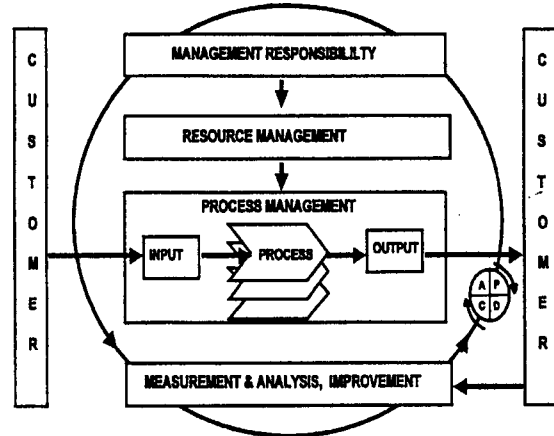 CUSTOMER
MANAGEMENT RESPONSIBILITY
RESOURCE MANAGEMENT
PROCESS MANAGEMENT
INPUT
PROCESS
OUTPUT
A P
C D
MEASUREMENT & ANALYSIS, IMPROVEMENT
CUSTOMER